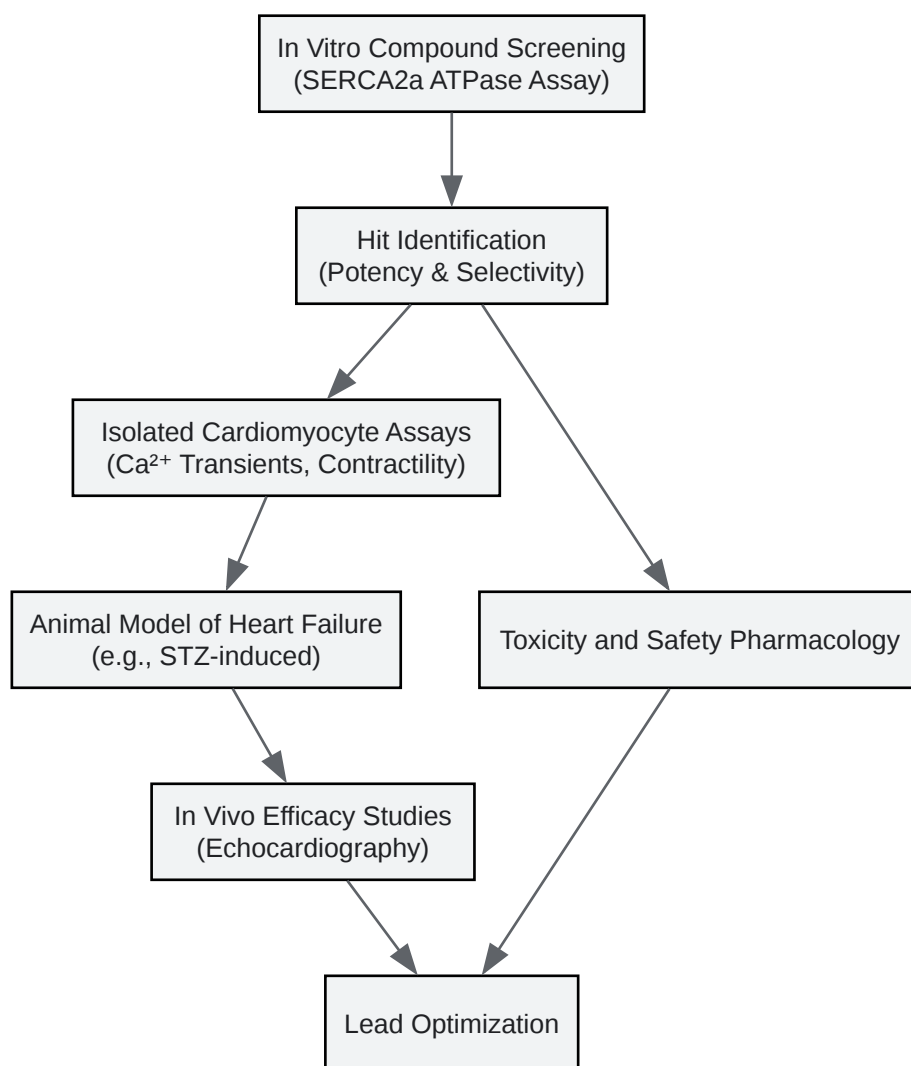 In Vitro Compound Screening
(SERCA2a ATPase Assay)
Hit Identification
(Potency & Selectivity)
Isolated Cardiomyocyte Assays
(Ca²⁺ Transients, Contractility)
Animal Model of Heart Failure
(e.g., STZ-induced)
Toxicity and Safety Pharmacology
In Vivo Efficacy Studies
(Echocardiography)
Lead Optimization